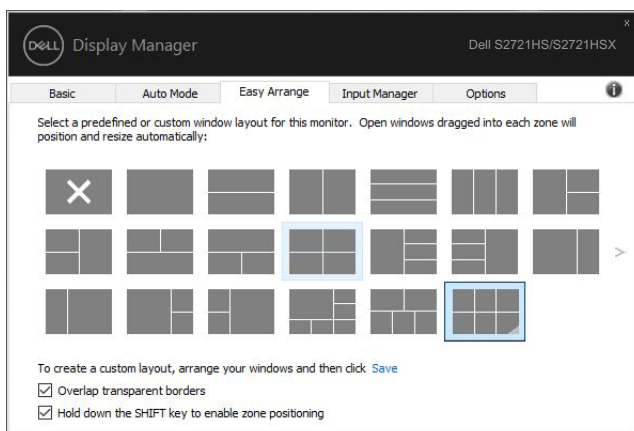 x
DELL Display Manager Dell S2721HS/S2721HSX
Basic Auto Mode Easy Arrange Input Manager Options i
Select a predefined or custom window layout for this monitor. Open windows dragged into each zone will
position and resize automatically:
>
To create a custom layout, arrange your windows and then click Save
Overlap transparent borders
Hold down the SHIFT key to enable zone positioning